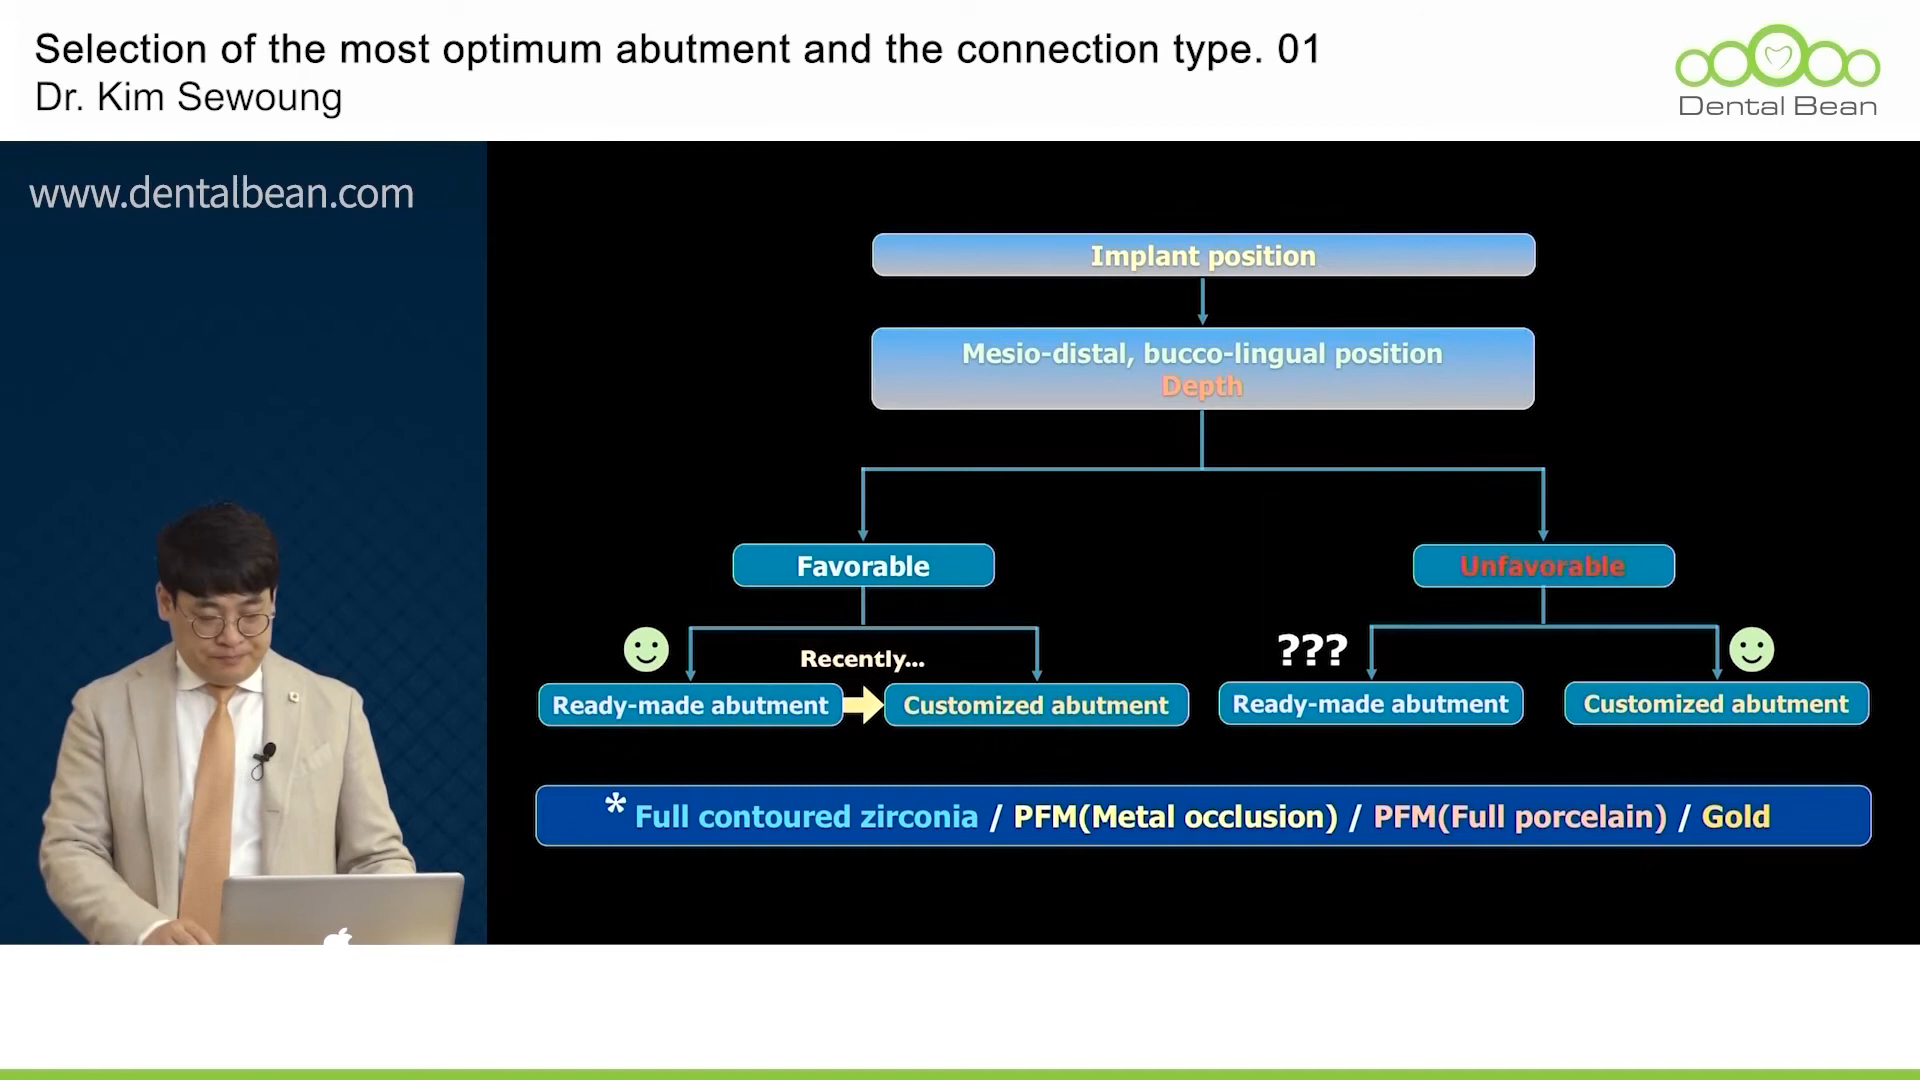 Selection of the most optimum abutment and the connection type. 01
Dr. Kim Sewoung
Dental Bean
www.dentalbean.com
Implant position
Mesio-distal, bucco-lingual position
Depth
Favorable
Unfavorable
Recently...
???
Ready-made abutment
Customized abutment
Ready-made abutment
Customized abutment
* Full contoured zirconia / PFM(Metal occlusion) / PFM(Full porcelain) / Gold